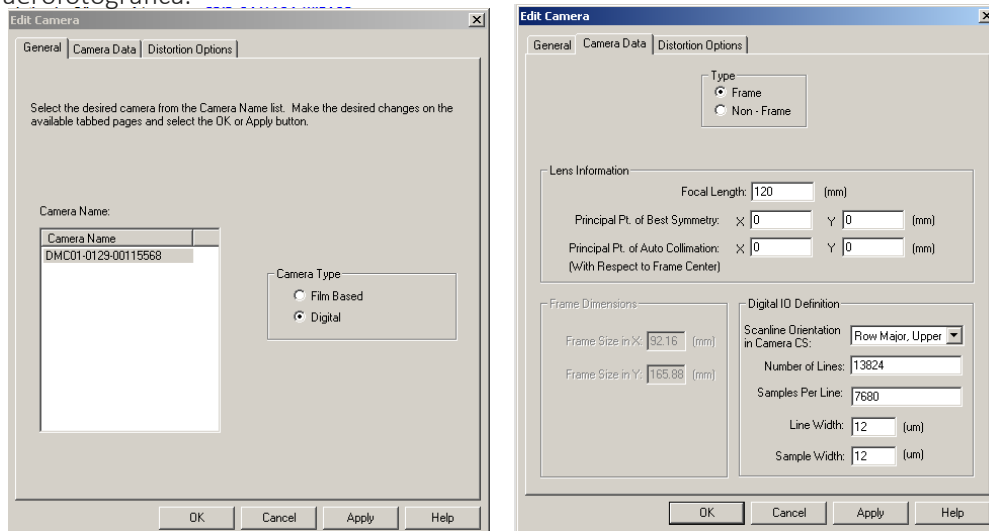 aerofotográfica.
Edit Camera
General Camera Data Distortion Options
Select the desired camera from the Camera Name list. Make the desired changes on the
available tabbed pages and select the OK or Apply button.
Camera Name:
Camera Name
DMC01-0129-00115568
Camera Type
Film Based
Digital
OK Cancel Apply Help
Edit Camera
General Camera Data Distortion Options
Type
Frame
Non - Frame
Lens Information
Focal Length: 120 (mm)
Principal Pt. of Best Symmetry: X 0 Y 0 (mm)
Principal Pt. of Auto Collimation: X 0 Y 0 (mm)
(With Respect to Frame Center)
Frame Dimensions
Frame Size in X: 92.16 (mm)
Frame Size in Y: 165.88 (mm)
Digital IO Definition
Scanline Orientation
in Camera CS: Row Major, Upper
Number of Lines: 13824
Samples Per Line: 7680
Line Width: 12 (um)
Sample Width: 12 (um)
OK Cancel Apply Help